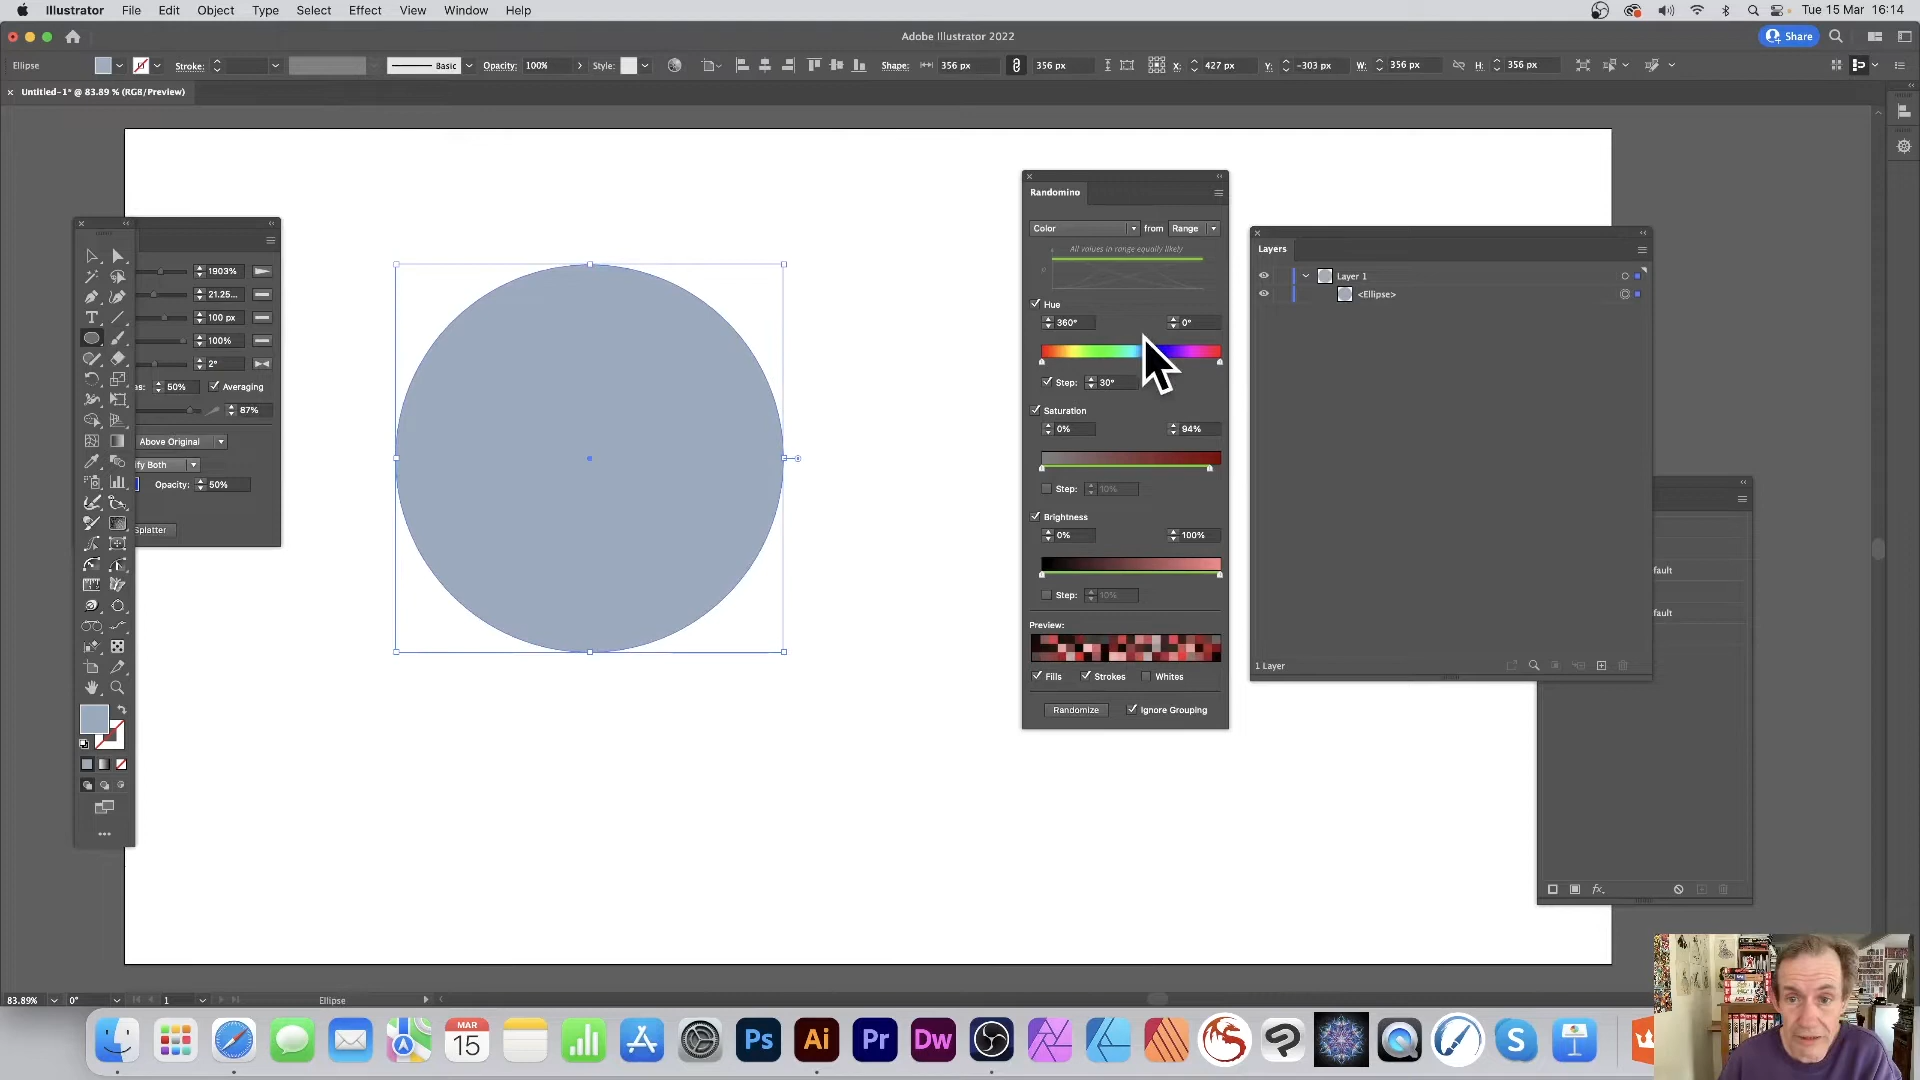 Illustrator File Edit Object Type Select Effect View Window Help Tue 15 Mar 16:14
Adobe Illustrator 2022 Share
Ellipse Stroke: Basic Opacity: 100% Style: Shape: 356 px 356 px X: 427 px Y: -303 px W: 356 px H: 356 px
Untitled-1* @ 83.89 % (RGB/Preview)
1903%
21.25...
100 px
100%
2°
as: 50% Averaging
87%
Above Original
ify Both
Opacity: 50%
Splatter
Randomino
Color from Range
All values in range equally likely
Hue
360° 0°
Step: 30°
Saturation
0% 94%
Step: 10%
Brightness
0% 100%
Step: 10%
Preview:
Fills Strokes Whites
Randomize Ignore Grouping
Layers
Layer 1
<Ellipse>
1 Layer
fault
fault
fx.
83.89% 0° 1 Ellipse
MAR
15
Ps Ai Pr Dw